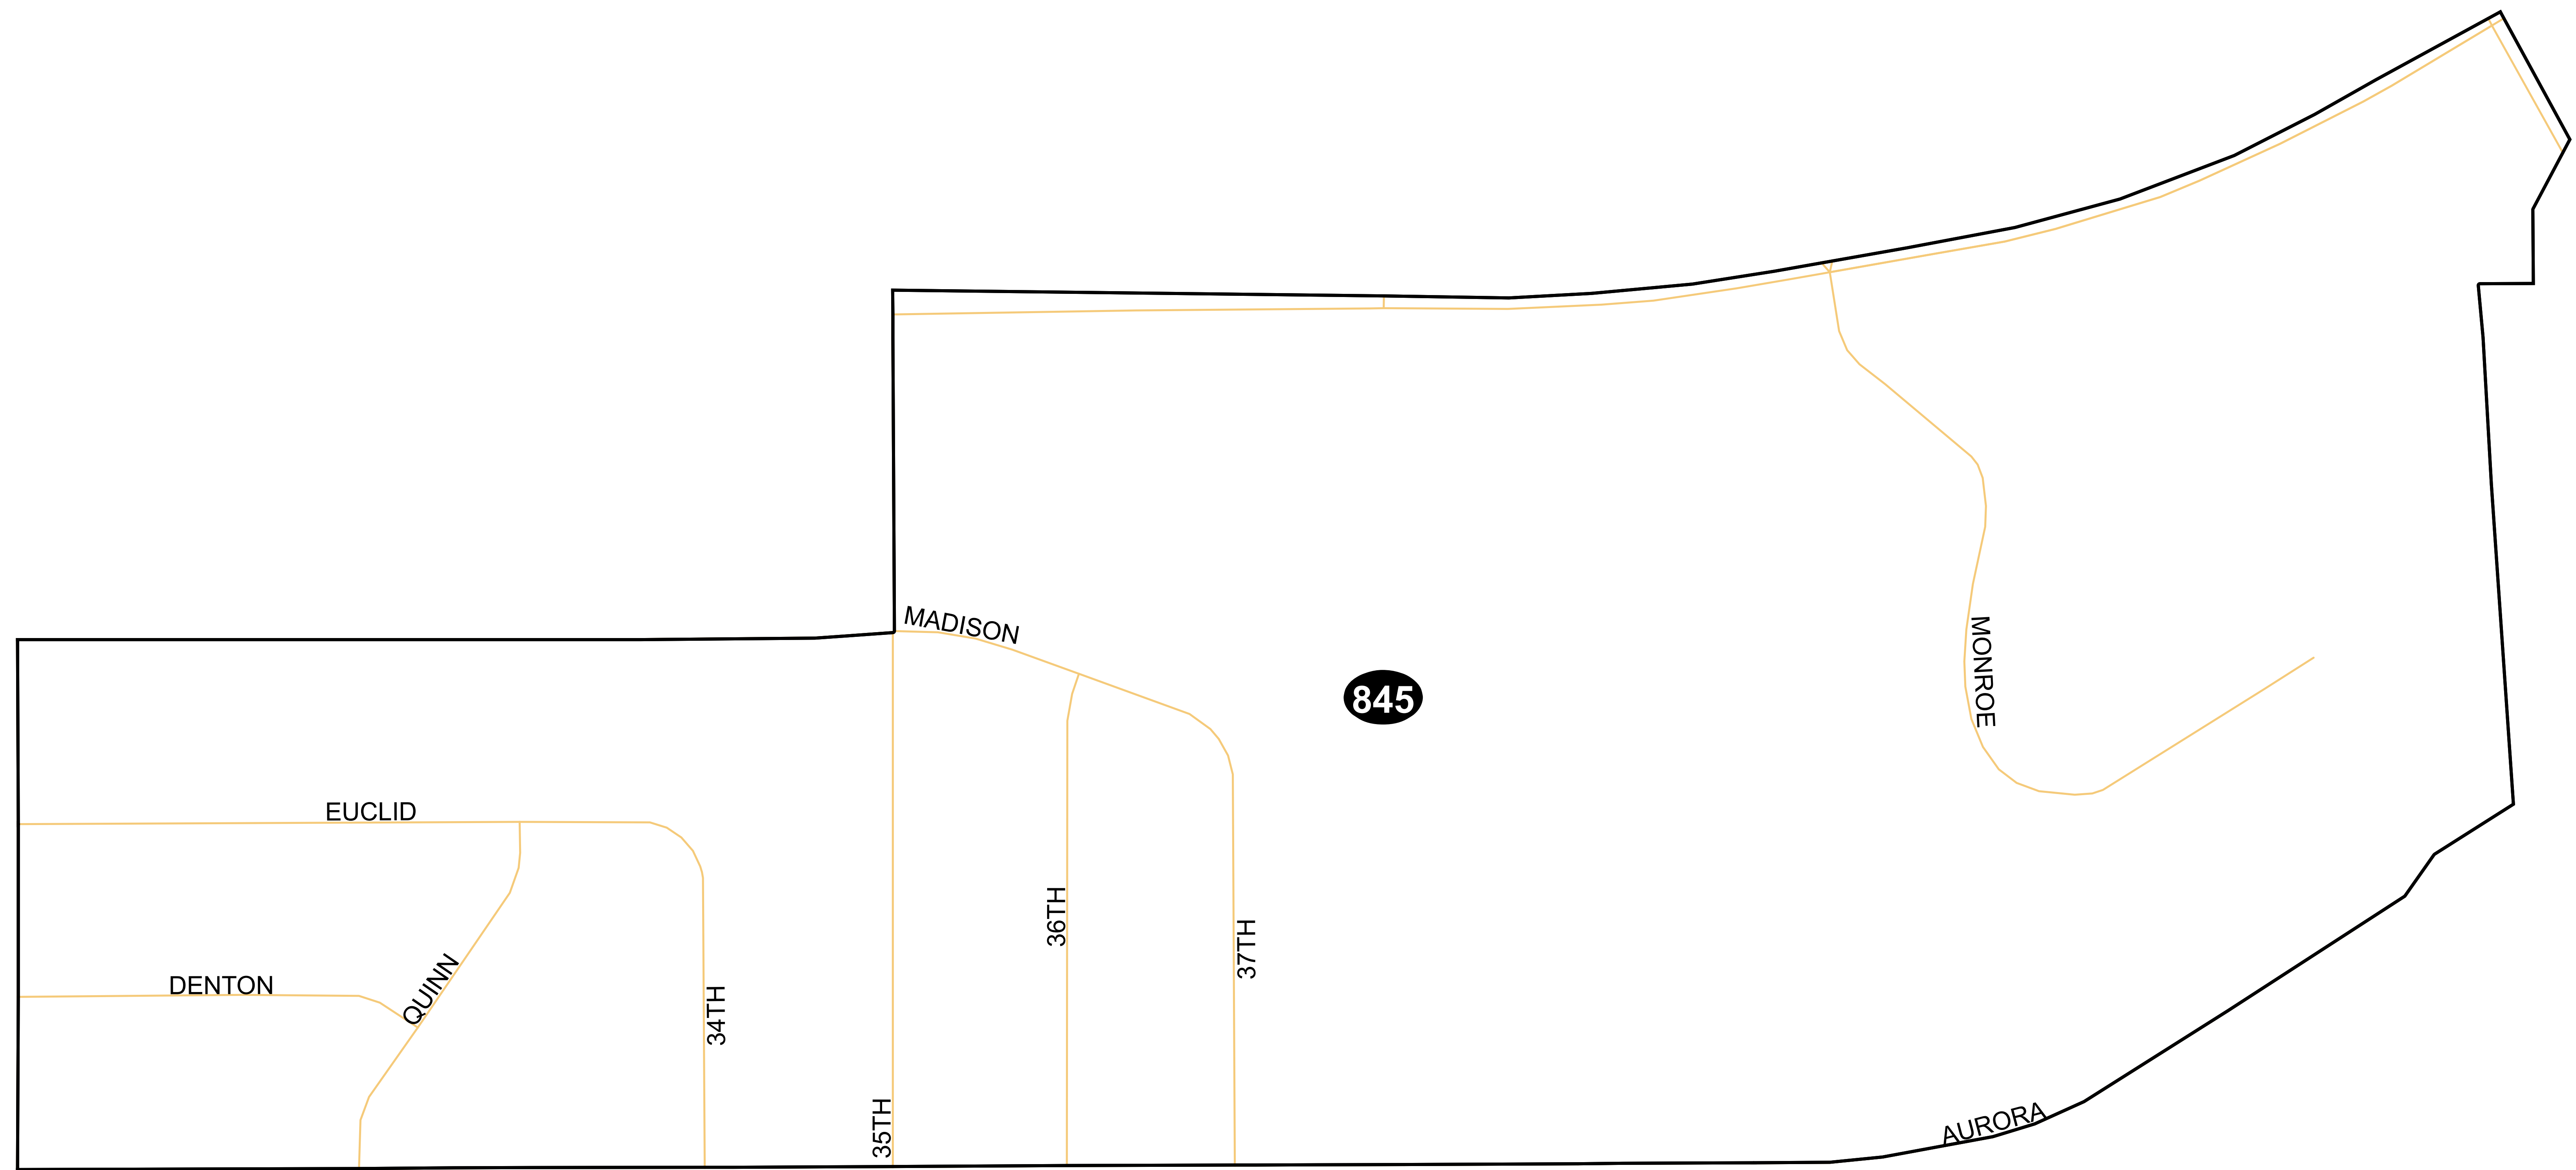 MADISON
845
MONROE
EUCLID
36TH
37TH
QUINN
DENTON
34TH
35TH
AURORA